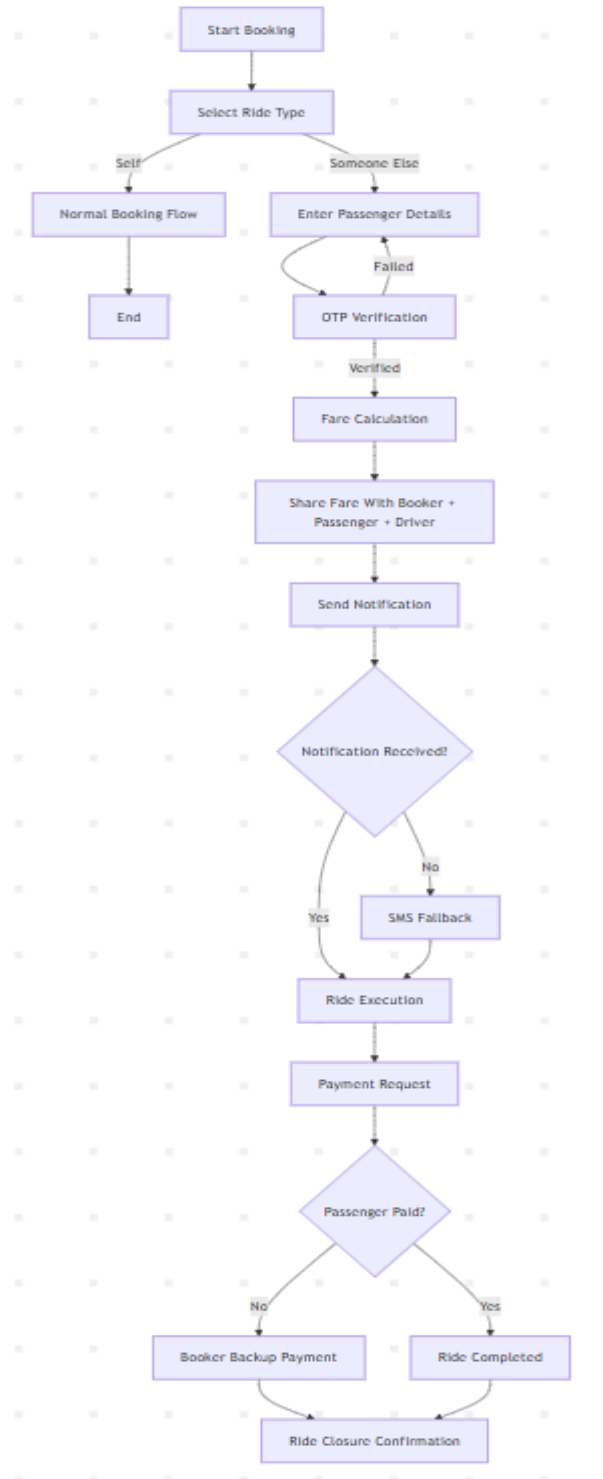 Start Booking
Select Ride Type
Self
Someone Else
Normal Booking Flow
Enter Passenger Details
Failed
End
OTP Verification
Verified
Fare Calculation
Share Fare With Booker +
Passenger + Driver
Send Notification
Notification Received?
No
Yes
SMS Fallback
Ride Execution
Payment Request
Passenger Paid?
No
Yes
Booker Backup Payment
Ride Completed
Ride Closure Confirmation